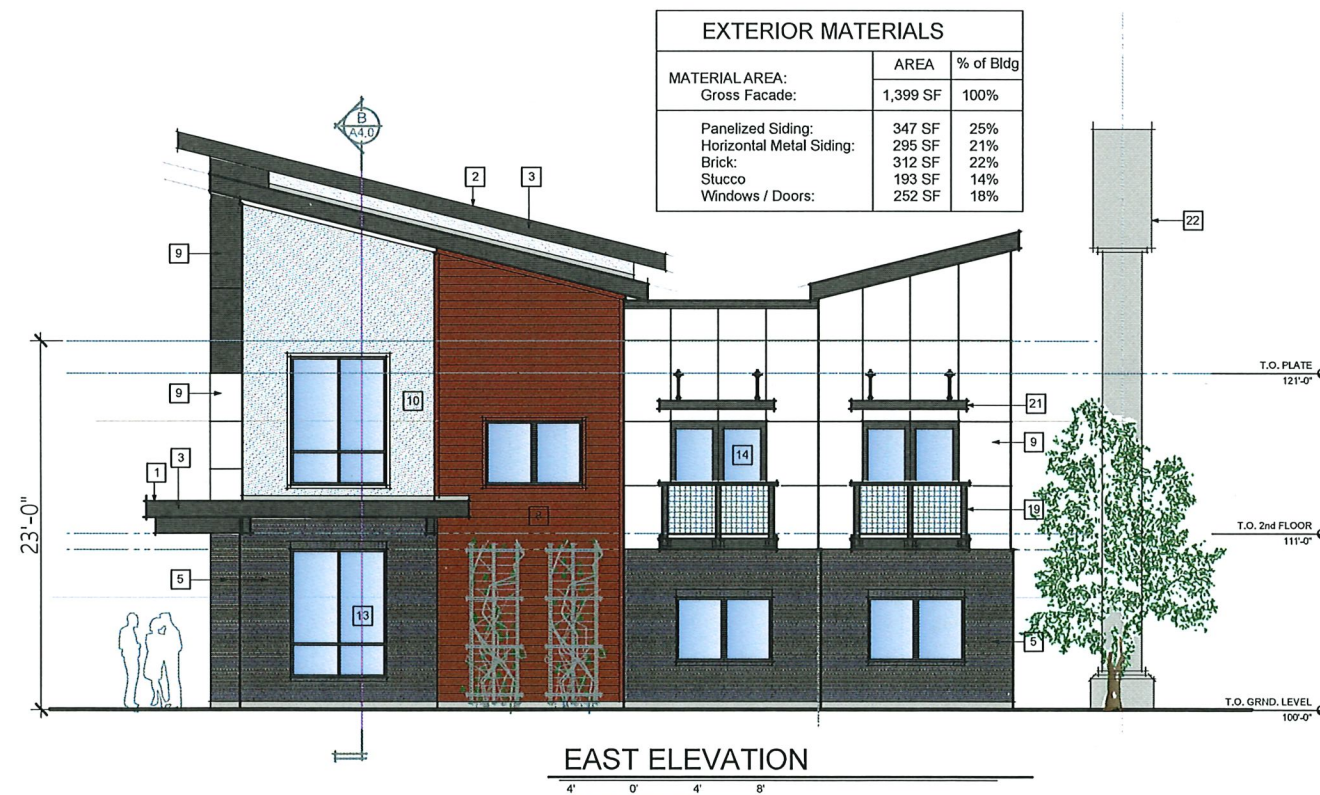 EXTERIOR MATERIALS
AREA % of Bldg
MATERIAL AREA:
Gross Facade: 1,399 SF 100%
Panelized Siding: 347 SF 25%
Horizontal Metal Siding: 295 SF 21%
Brick: 312 SF 22%
Stucco 193 SF 14%
Windows / Doors: 252 SF 18%
B
A4.0
2
3
22
9
T.O. PLATE
121'-0"
9
10
21
14
9
3
1
19
23'-0"
T.O. 2nd FLOOR
111'-0"
5
13
5
T.O. GRND. LEVEL
100'-0"
EAST ELEVATION
4' 0' 4' 8'